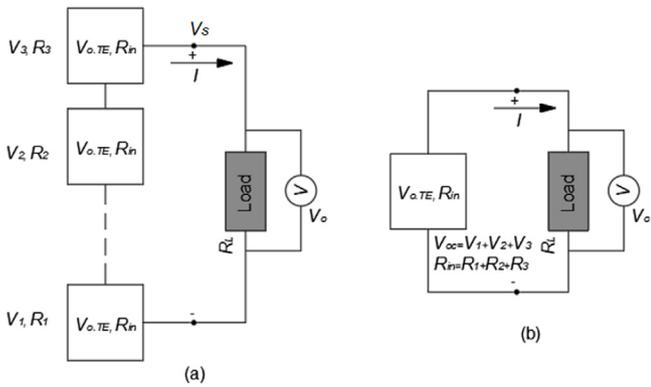 Vs
V3, R3
Vo.TE, Rin
+
I
V2, R2
Vo.TE, Rin
Load
RL
V
Vo
V1, R1
Vo.TE, Rin
-
(a)
+
I
Vo.TE, Rin
Load
RL
V
Vo
Voc=V1+V2+V3
Rin=R1+R2+R3
-
(b)